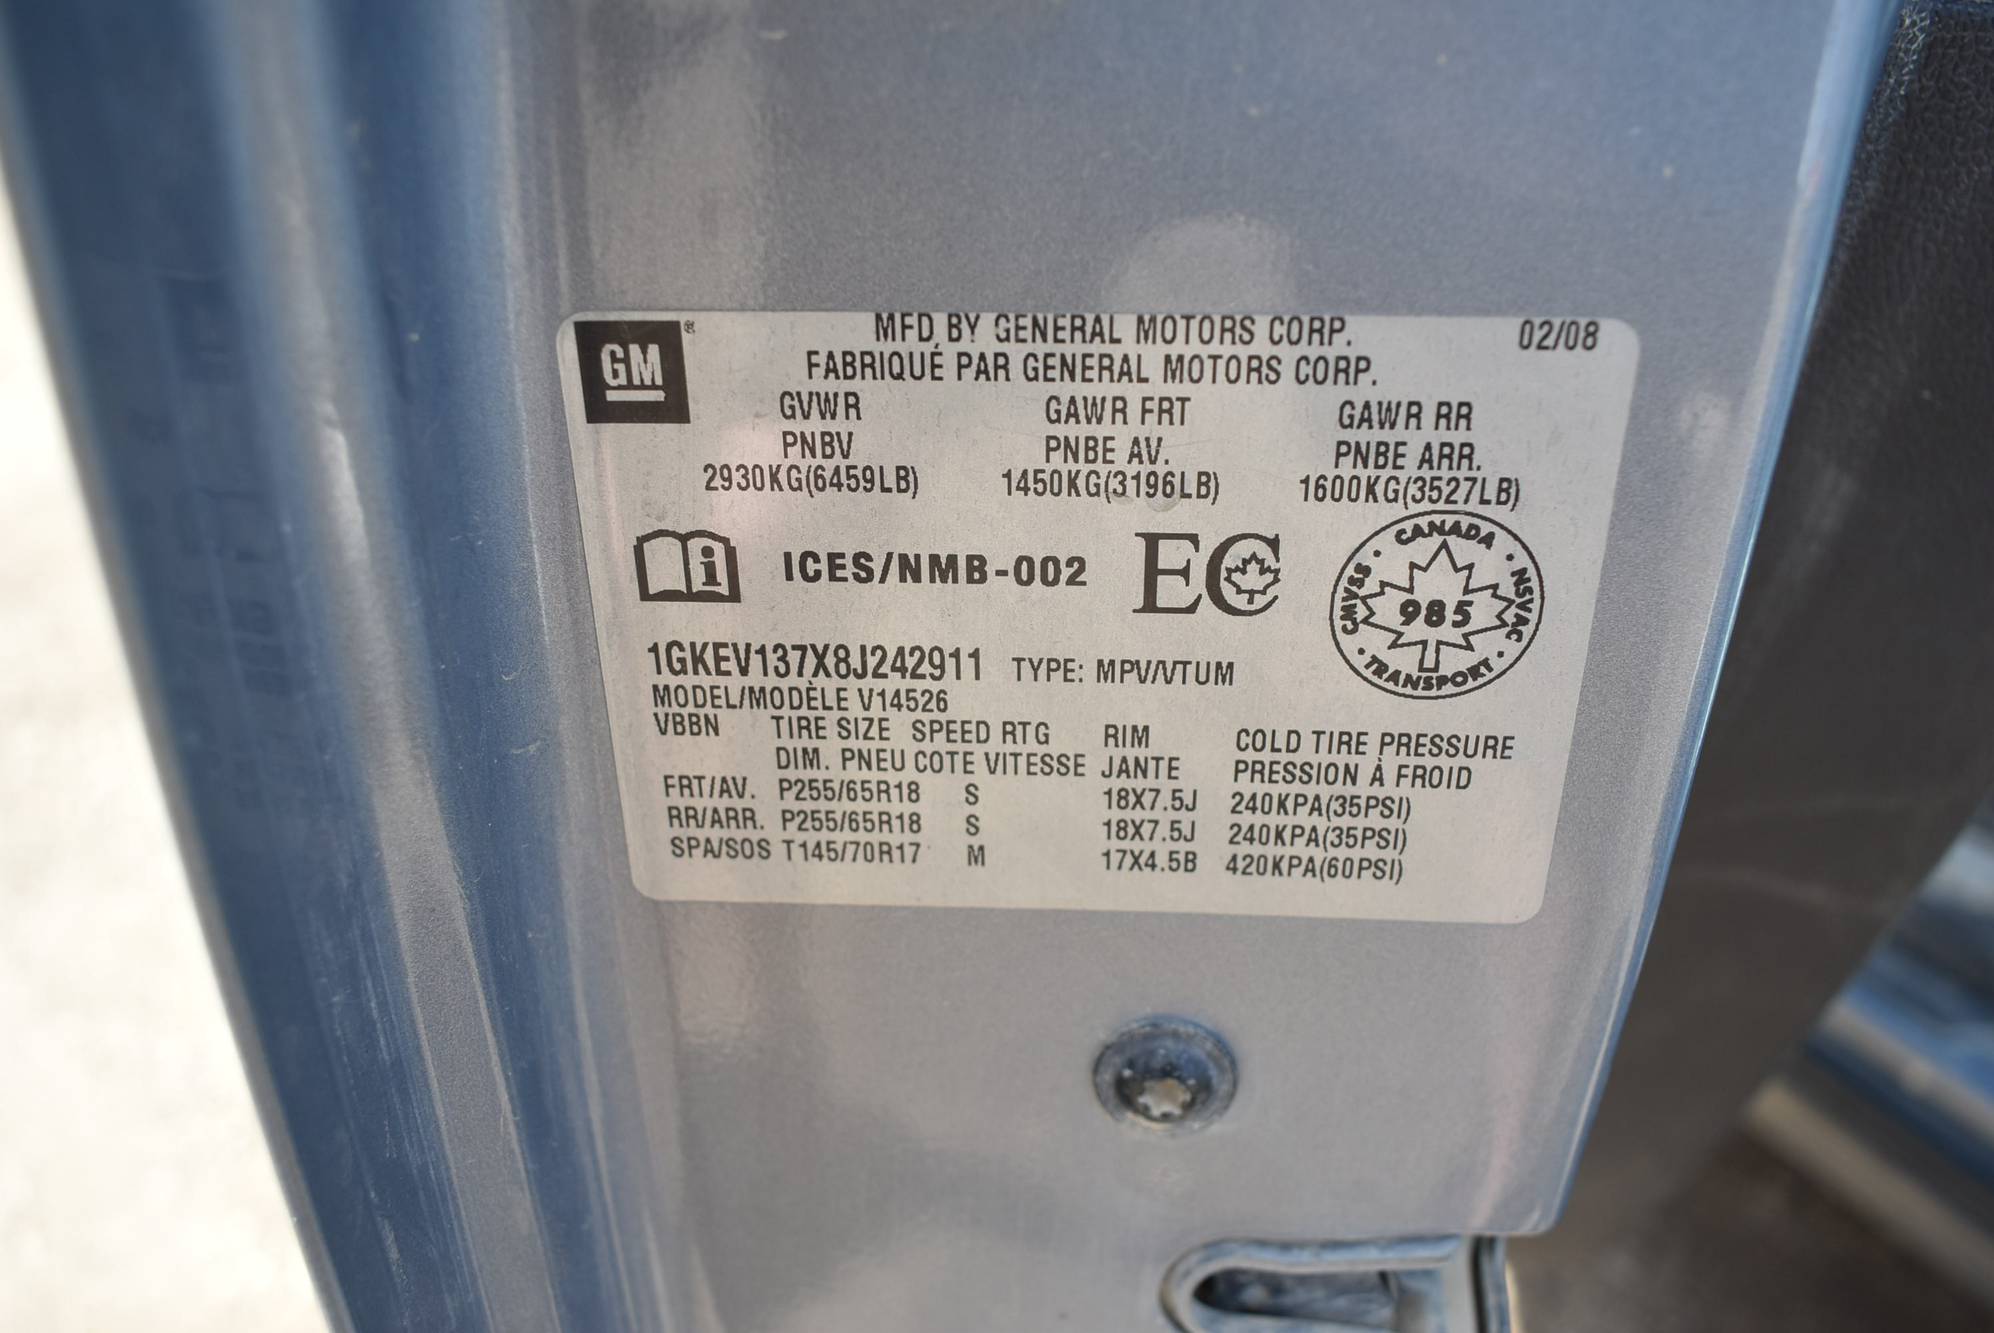 GM ®
MFD BY GENERAL MOTORS CORP. 02/08
FABRIQUÉ PAR GENERAL MOTORS CORP.
GVWR GAWR FRT GAWR RR
PNBV PNBE AV. PNBE ARR.
2930KG(6459LB) 1450KG(3196LB) 1600KG(3527LB)
i ICES/NMB-002 EC
CANADA
CMVSS 985 NSVAC
TRANSPORT
1GKEV137X8J242911 TYPE: MPV/VTUM
MODEL/MODÈLE V14526
VBBN TIRE SIZE SPEED RTG RIM COLD TIRE PRESSURE
DIM. PNEU COTE VITESSE JANTE PRESSION À FROID
FRT/AV. P255/65R18 S 18X7.5J 240KPA(35PSI)
RR/ARR. P255/65R18 S 18X7.5J 240KPA(35PSI)
SPA/SOS T145/70R17 M 17X4.5B 420KPA(60PSI)